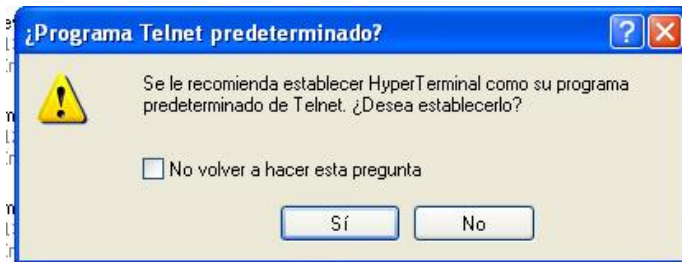 ¿Programa Telnet predeterminado?
Se le recomienda establecer HyperTerminal como su programa
predeterminado de Telnet. ¿Desea establecerlo?
No volver a hacer esta pregunta
Sí
No